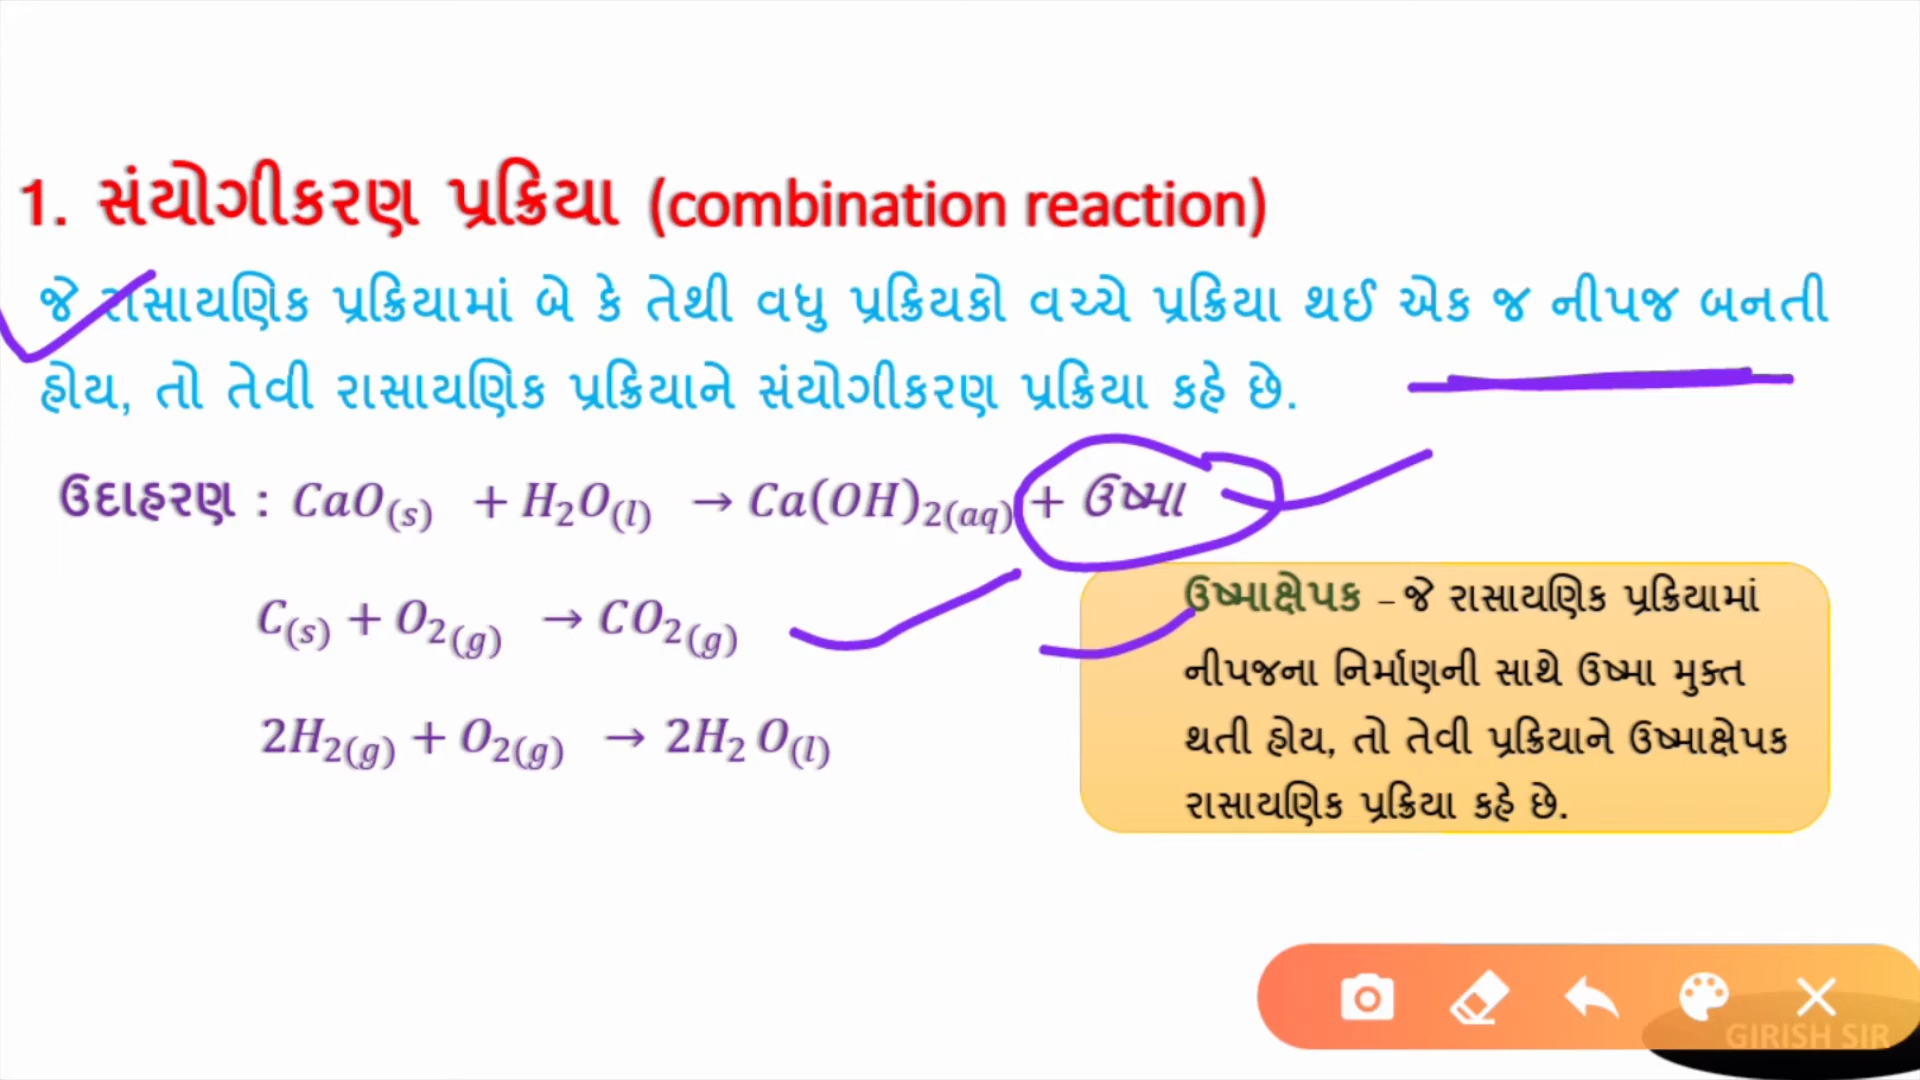 1. સંયોગીકરણ પ્રક્રિયા (combination reaction)
જે રાસાયણિક પ્રક્રિયામાં બે કે તેથી વધુ પ્રક્રિયકો વચ્ચે પ્રક્રિયા થઈ એક જ નીપજ બનતી
હોય, તો તેવી રાસાયણિક પ્રક્રિયાને સંયોગીકરણ પ્રક્રિયા કહે છે.
ઉદાહરણ : CaO(s) + H2O(l) → Ca(OH)2(aq) + ઉષ્મા
C(s) + O2(g) → CO2(g)
2H2(g) + O2(g) → 2H2 O(l)
ઉષ્માક્ષેપક – જે રાસાયણિક પ્રક્રિયામાં
નીપજના નિર્માણની સાથે ઉષ્મા મુક્ત
થતી હોય, તો તેવી પ્રક્રિયાને ઉષ્માક્ષેપક
રાસાયણિક પ્રક્રિયા કહે છે.
GIRISH SIR